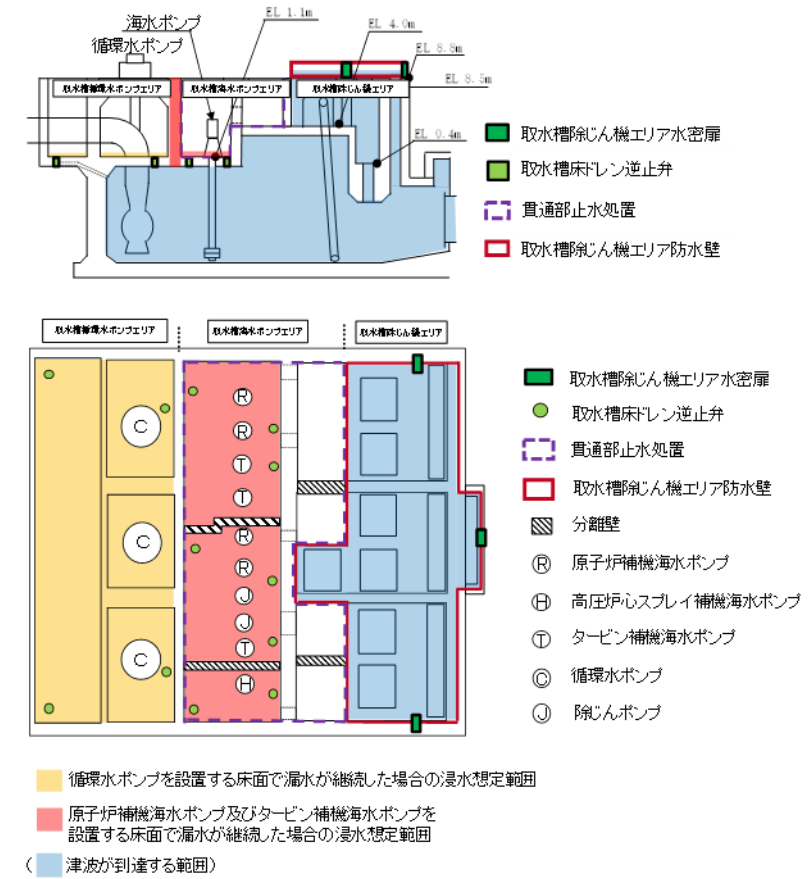 海水ポンプ
循環水ポンプ
EL 1.1m
EL 4.0m
EL 8.8m
EL 8.5m
EL 0.4m
取水槽循環水ポンプエリア
取水槽海水ポンプエリア
取水槽除じん機エリア
取水槽除じん機エリア水密扉
取水槽床ドレン逆止弁
貫通部止水処置
取水槽除じん機エリア防水壁
取水槽循環水ポンプエリア
取水槽海水ポンプエリア
取水槽除じん機エリア
C
C
C
R
R
T
T
R
R
J
J
T
H
取水槽除じん機エリア水密扉
取水槽床ドレン逆止弁
貫通部止水処置
取水槽除じん機エリア防水壁
分離壁
R 原子炉補機海水ポンプ
H 高圧炉心スプレイ補機海水ポンプ
T タービン補機海水ポンプ
C 循環水ポンプ
J 除じんポンプ
循環水ポンプを設置する床面で漏水が継続した場合の浸水想定範囲
原子炉補機海水ポンプ及びタービン補機海水ポンプを
設置する床面で漏水が継続した場合の浸水想定範囲
( 津波が到達する範囲)